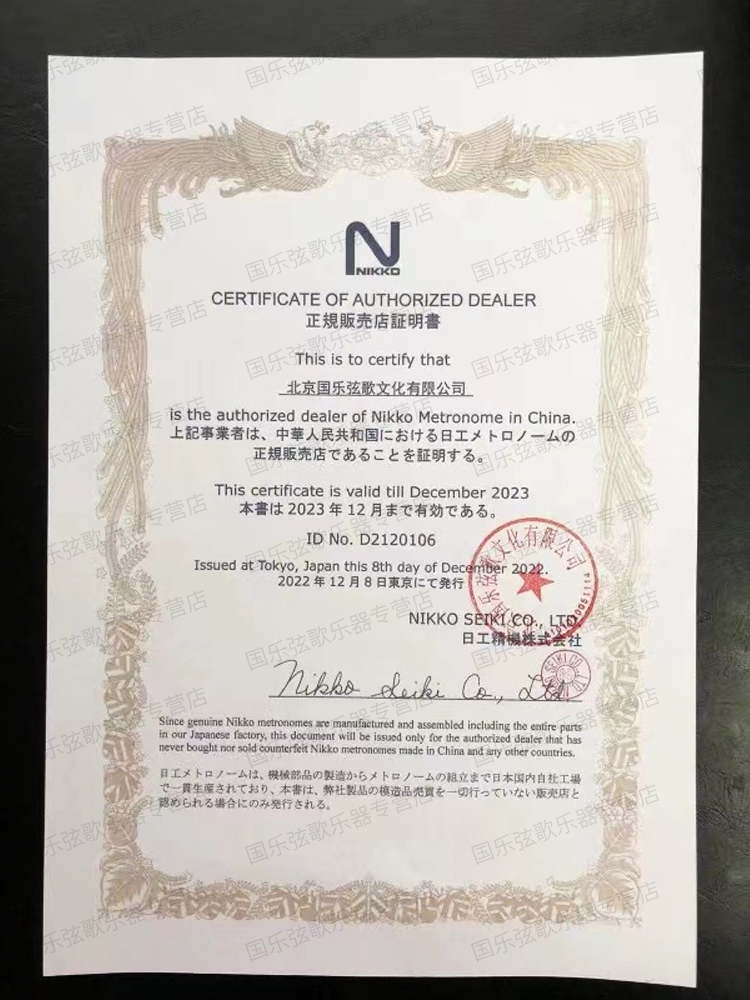 NIKKO
CERTIFICATE OF AUTHORIZED DEALER
正規販売店証明書
This is to certify that
北京国乐弦歌文化有限公司
is the authorized dealer of Nikko Metronome in China.
上記事業者は、中華人民共和国における日工メトロノームの
正規販売店であることを証明する。
This certificate is valid till December 2023
本書は2023年12月まで有効である。
ID No. D2120106
Issued at Tokyo, Japan this 8th day of December 2022.
2022年12月8日東京にて発行
NIKKO SEIKI CO., LTD.
日工精機株式会社
Nikko Seiki Co., Ltd.
Since genuine Nikko metronomes are manufactured and assembled including the entire parts
in our Japanese factory, this document will be issued only for the authorized dealer that has
never bought nor sold counterfeit Nikko metronomes made in China and any other countries.
日工メトロノームは、機械部品の製造からメトロノームの組立まで日本国内自社工場
で一貫生産されており、本書は、弊社製品の模造品売買を一切行っていない販売店と
認められる場合にのみ発行される。
国乐弦歌乐器专营店